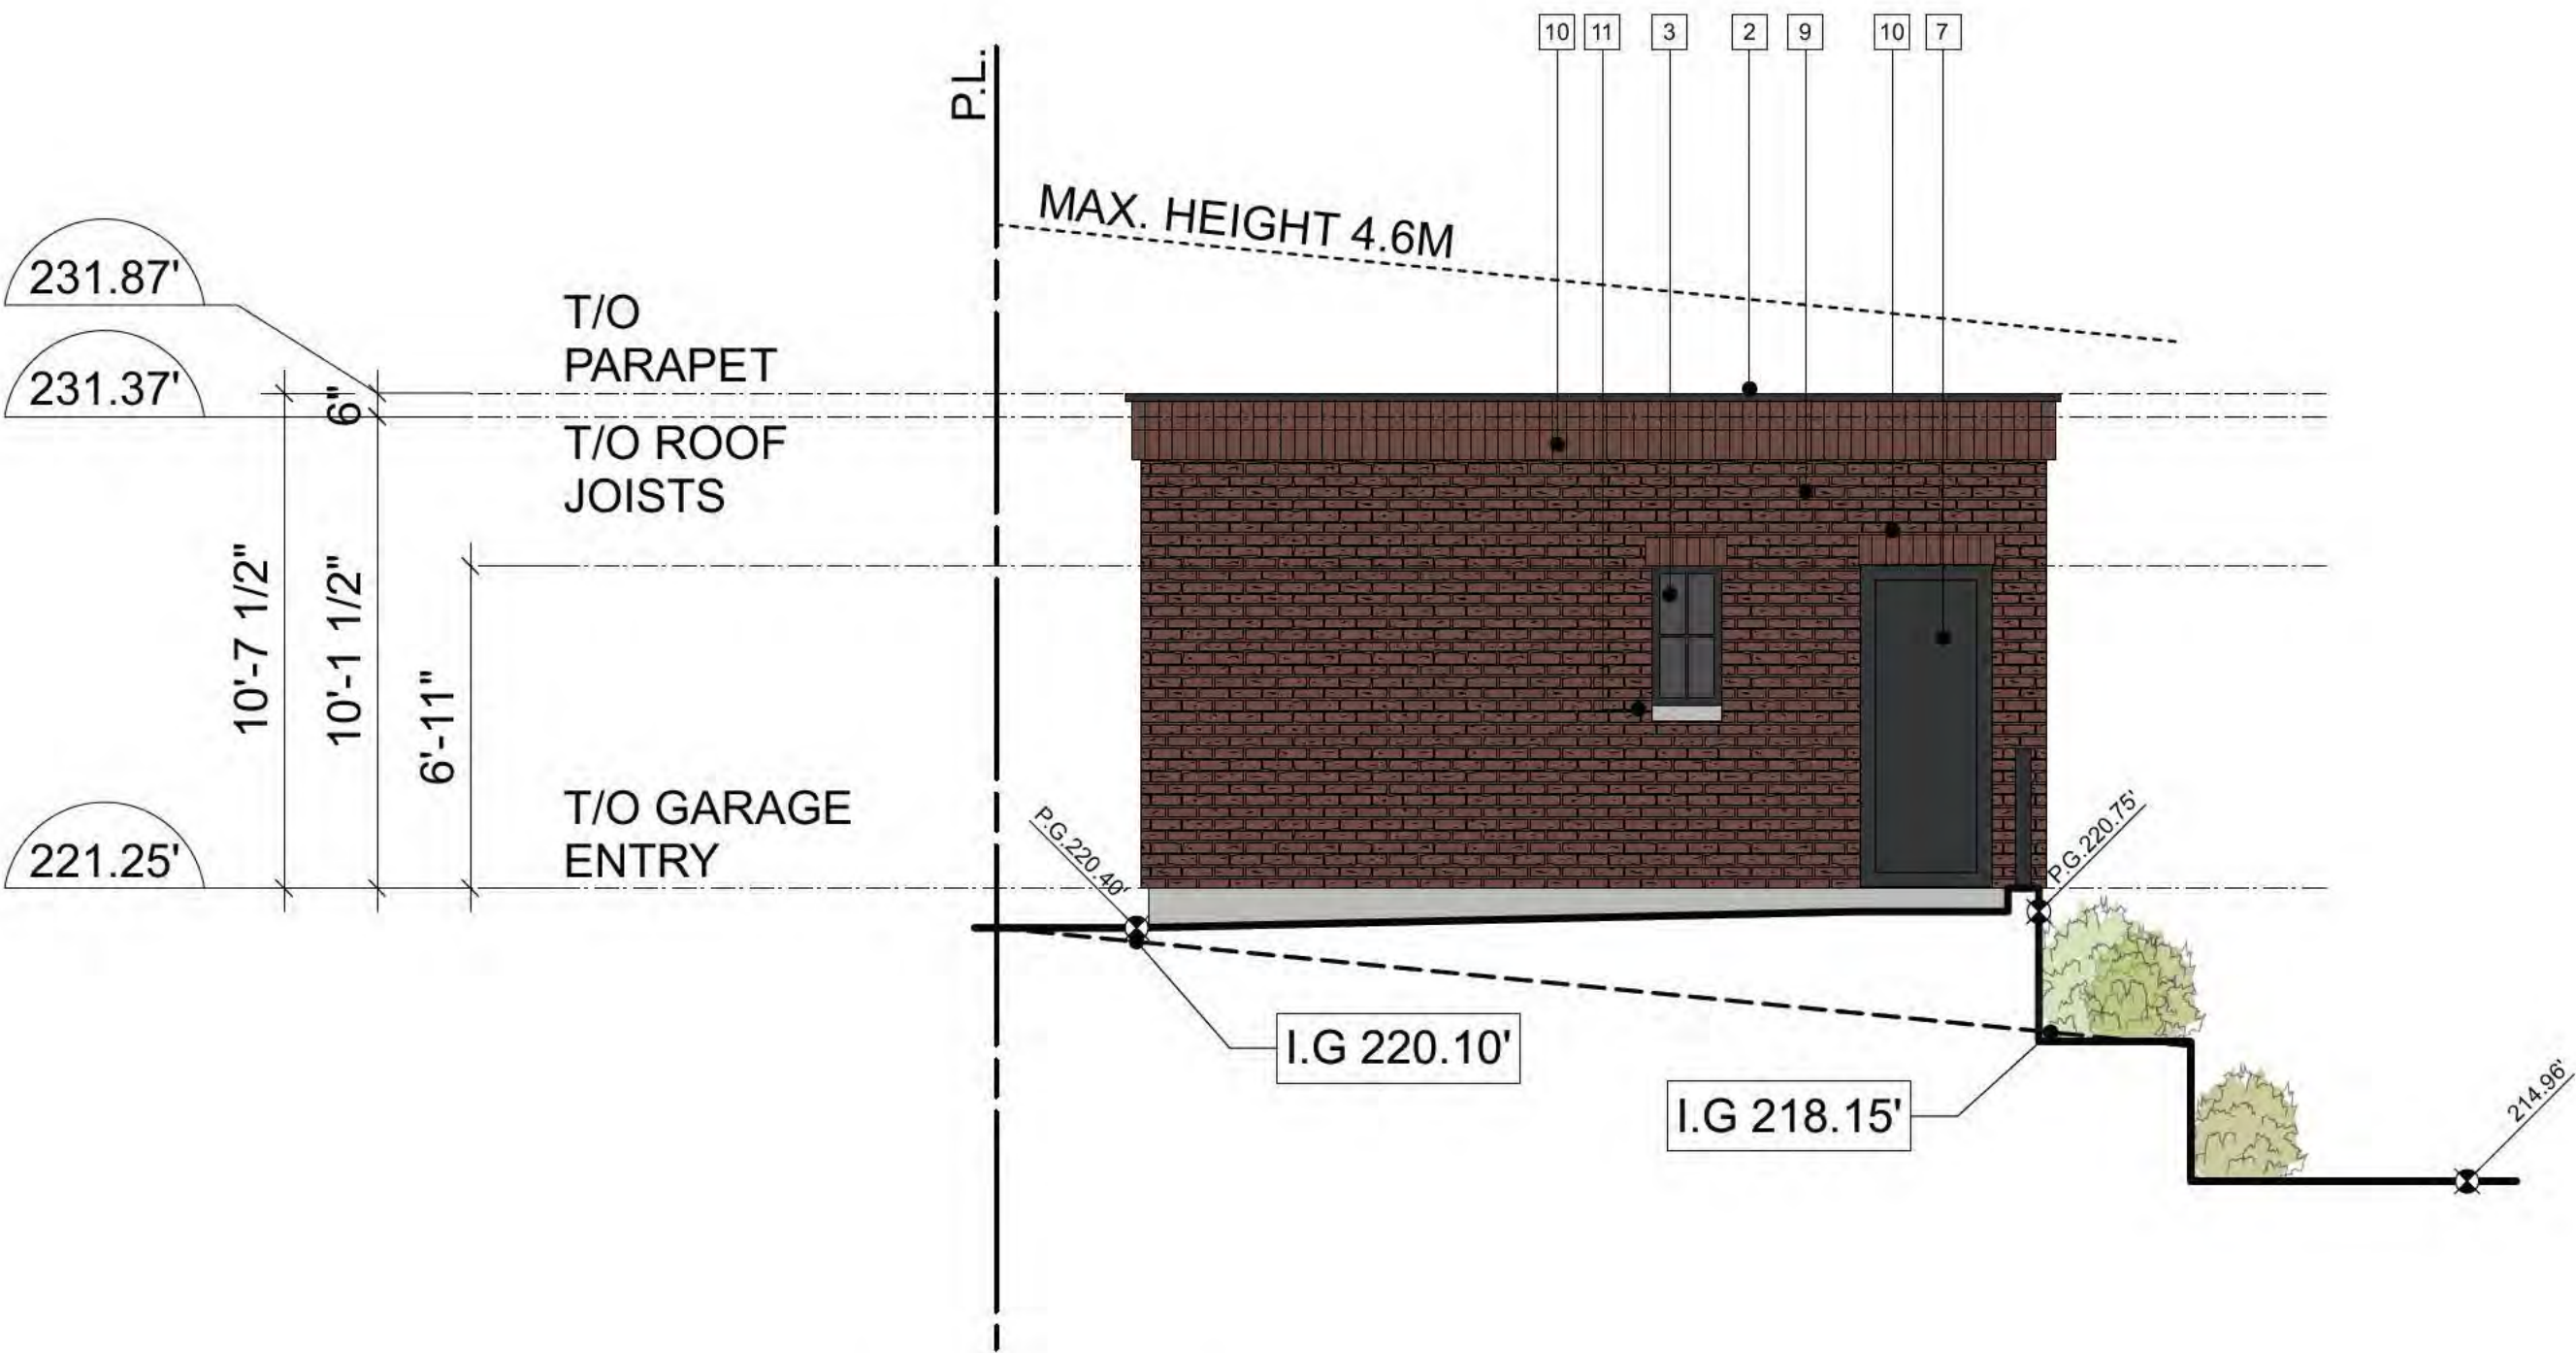 10 11 3 2 9 10 7
P.L.
MAX. HEIGHT 4.6M
231.87'
231.37'
T/O
PARAPET
6"
T/O ROOF
JOISTS
10'-7 1/2"
10'-1 1/2"
6'-11"
T/O GARAGE
ENTRY
221.25'
P.G.220.40'
P.G.220.75'
I.G 220.10'
I.G 218.15'
214.96'